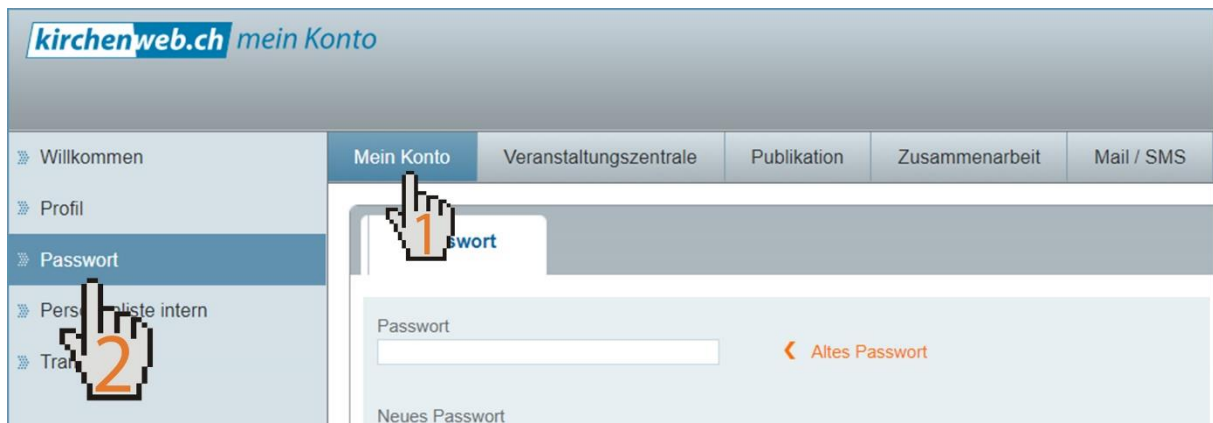 kirchenweb.ch mein Konto
Willkommen
Profil
Passwort
intern
Mein Konto Veranstaltungszentrale Publikation Zusammenarbeit Mail / SMS
1
2
Passwort
Altes Passwort
Neues Passwort